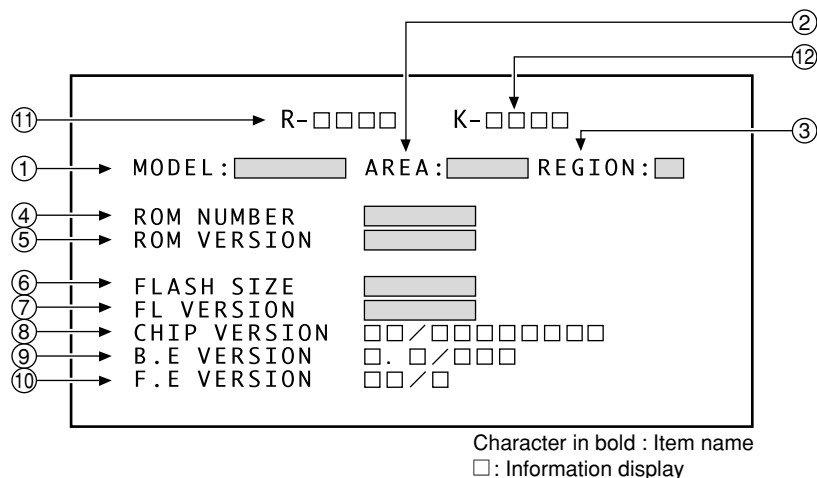 ②
⑫
⑪ R-□□□□ K-□□□□
③
① MODEL: AREA: REGION:
④ ROM NUMBER
⑤ ROM VERSION
⑥ FLASH SIZE
⑦ FL VERSION
⑧ CHIP VERSION □□/□□□□□□□□
⑨ B.E VERSION □.□/□□□
⑩ F.E VERSION □□/□
Character in bold : Item name
□ : Information display